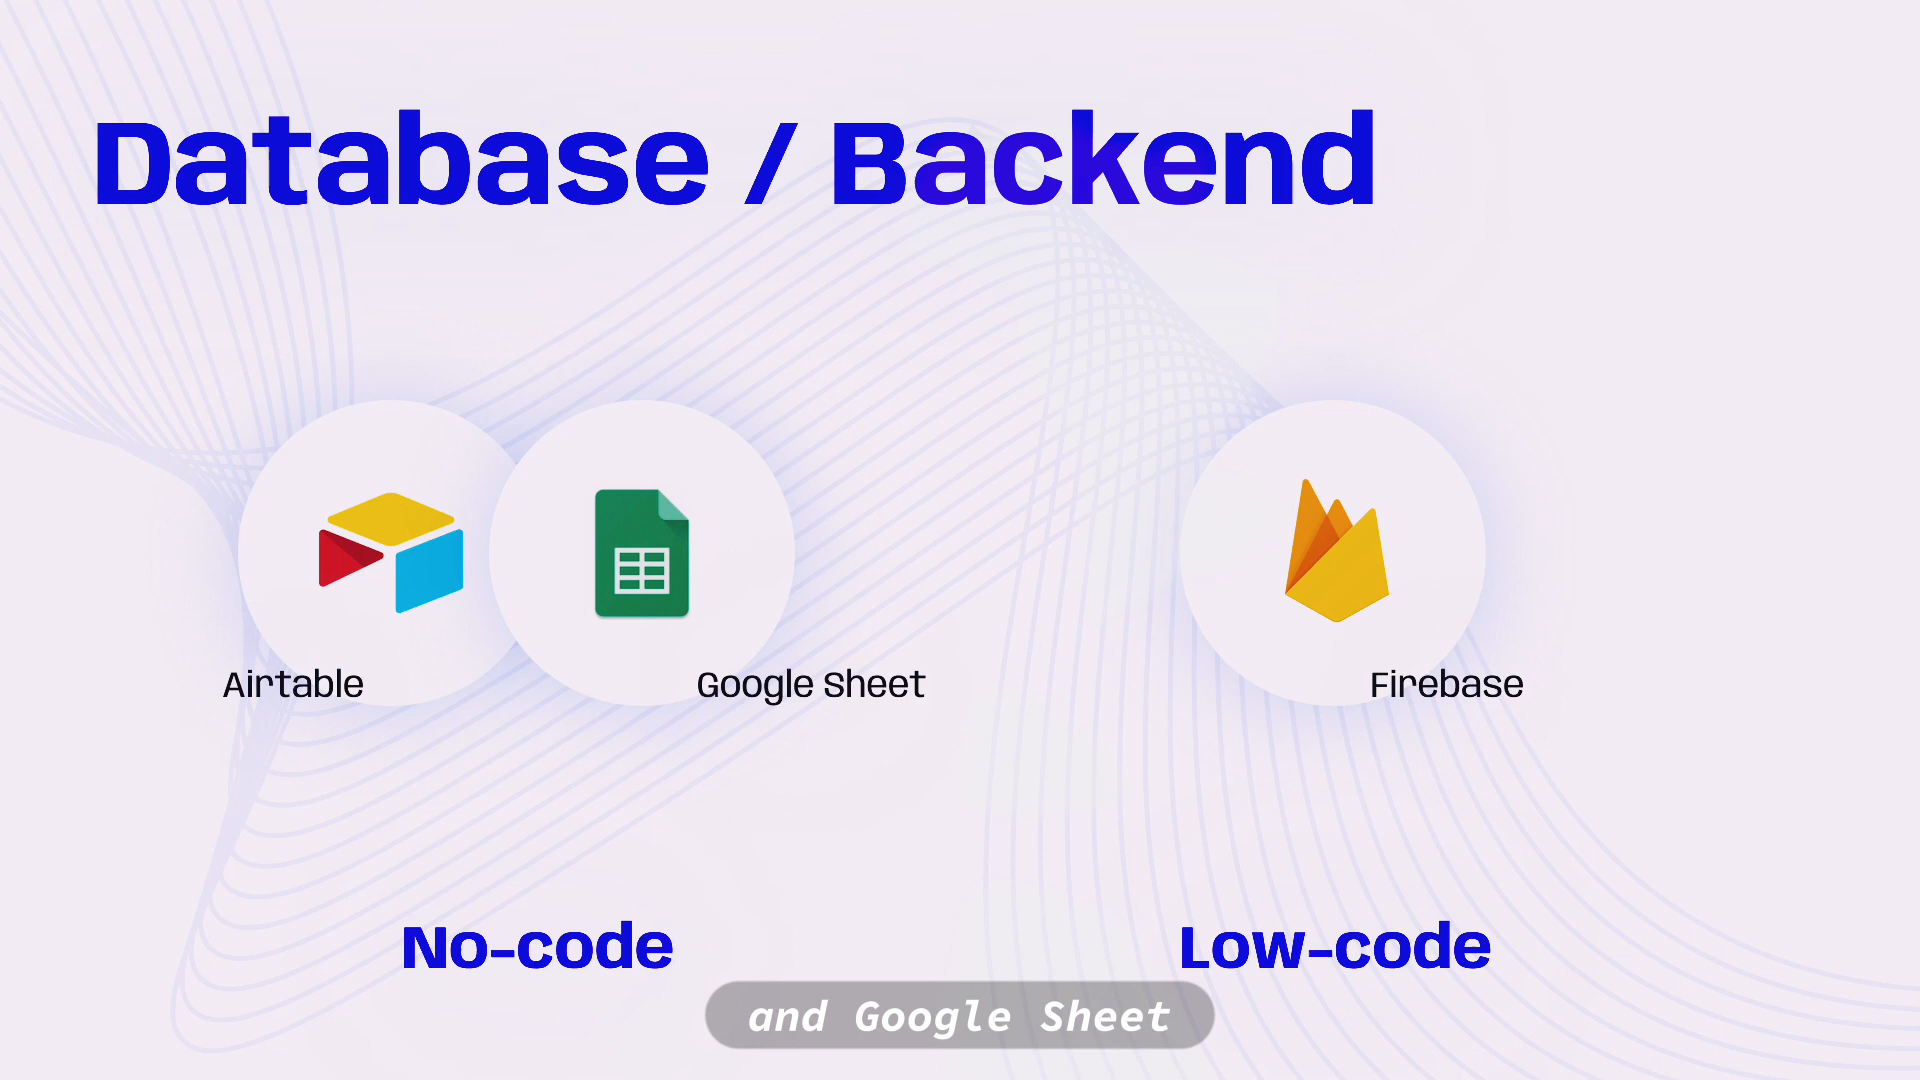 Database / Backend
Airtable
Google Sheet
Firebase
No-code
Low-code
and Google Sheet